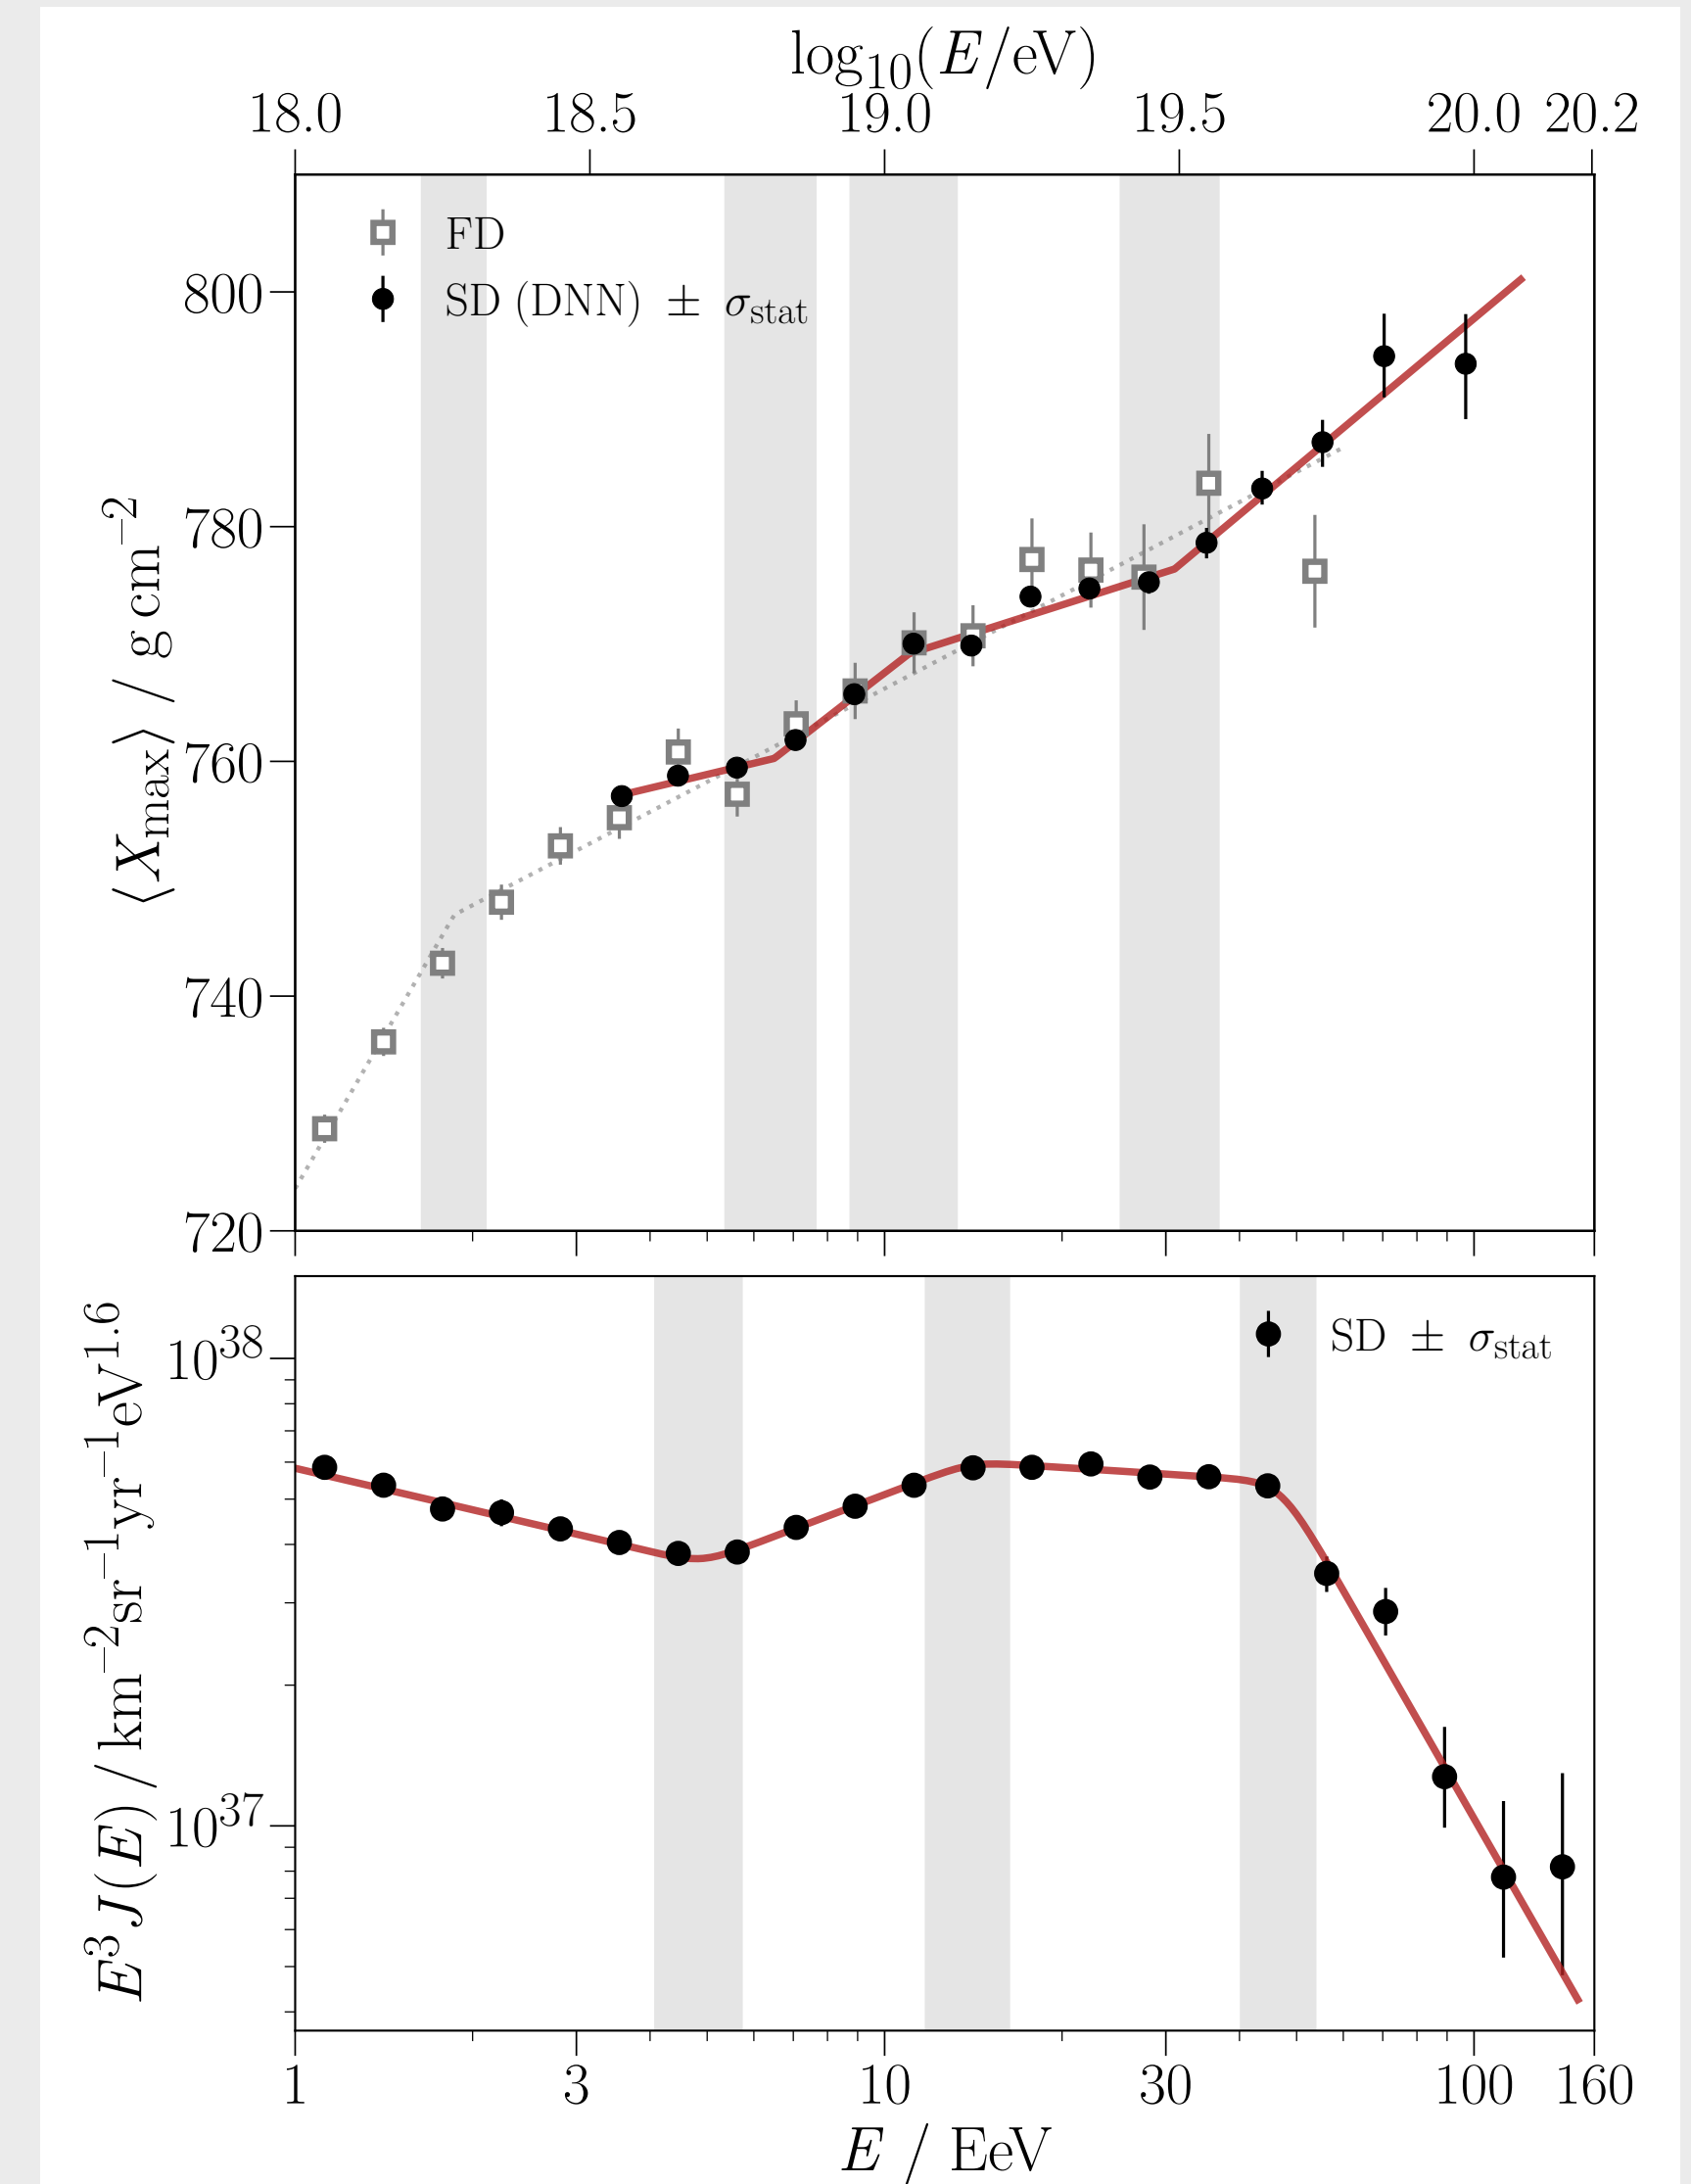 log₁₀(E/eV)
18.0 18.5 19.0 19.5 20.0 20.2
FD
SD (DNN) ± σstat
⟨Xmax⟩ / g cm⁻²
800
780
760
740
720
SD ± σstat
E³ J(E) / km⁻²sr⁻¹yr⁻¹eV¹·⁶
10³⁸
10³⁷
1 3 10 30 100 160
E / EeV